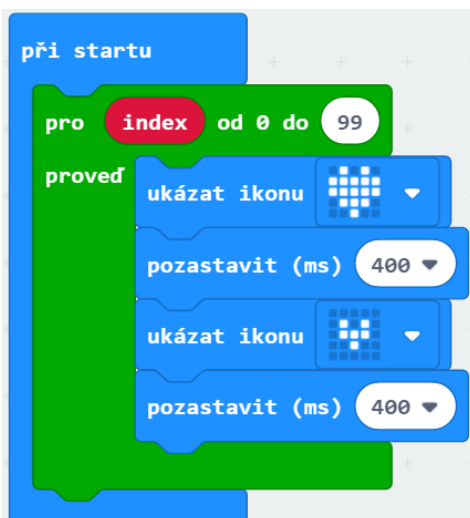 při startu
pro index od 0 do 99
proveď
ukázat ikonu
pozastavit (ms) 400
ukázat ikonu
pozastavit (ms) 400